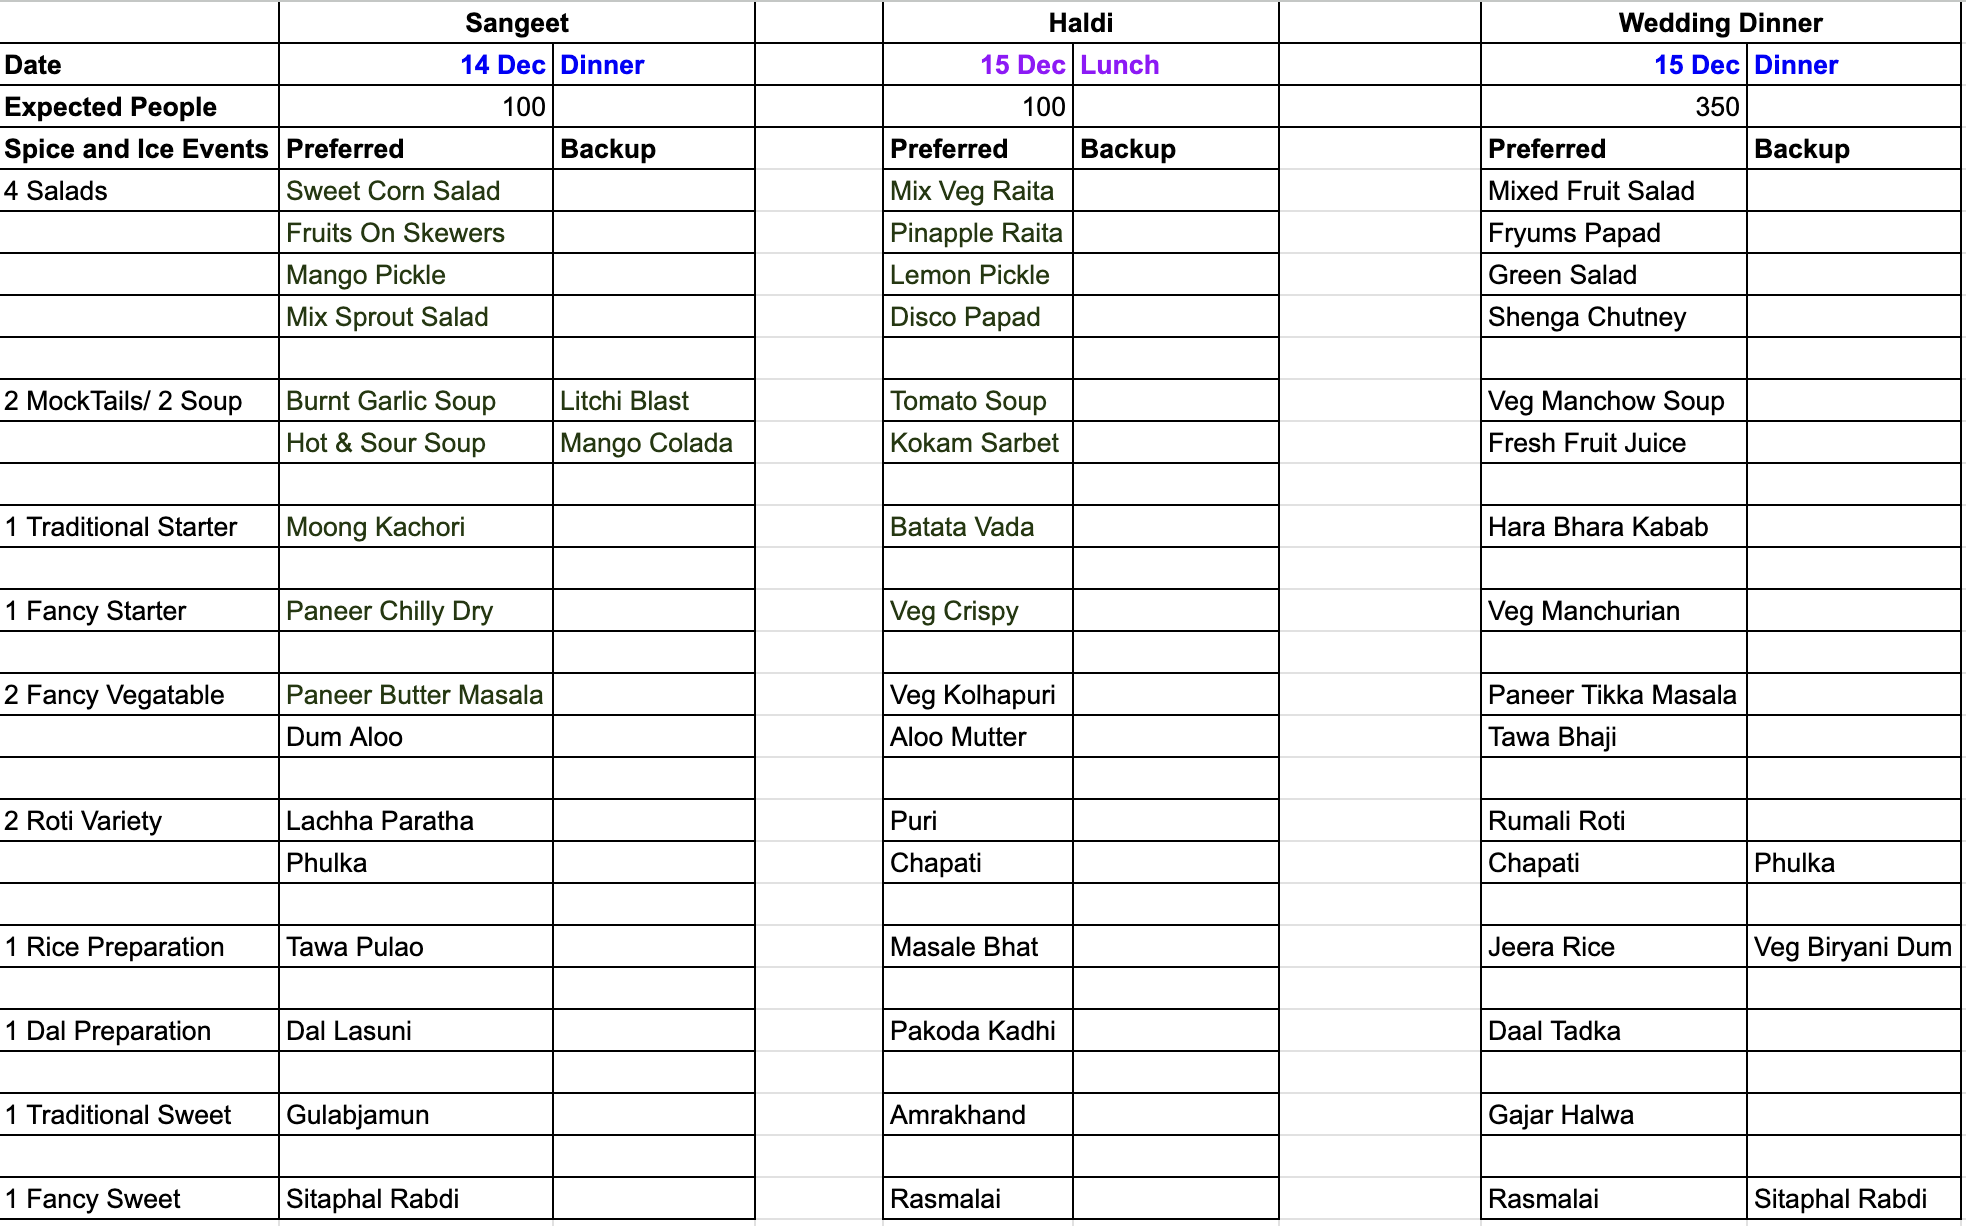 Sangeet Haldi Wedding Dinner
Date 14 Dec Dinner 15 Dec Lunch 15 Dec Dinner
Expected People 100 100 350
Spice and Ice Events Preferred Backup Preferred Backup Preferred Backup
4 Salads Sweet Corn Salad Mix Veg Raita Mixed Fruit Salad
Fruits On Skewers Pinapple Raita Fryums Papad
Mango Pickle Lemon Pickle Green Salad
Mix Sprout Salad Disco Papad Shenga Chutney
2 MockTails/ 2 Soup Burnt Garlic Soup Litchi Blast Tomato Soup Veg Manchow Soup
Hot & Sour Soup Mango Colada Kokam Sarbet Fresh Fruit Juice
1 Traditional Starter Moong Kachori Batata Vada Hara Bhara Kabab
1 Fancy Starter Paneer Chilly Dry Veg Crispy Veg Manchurian
2 Fancy Vegatable Paneer Butter Masala Veg Kolhapuri Paneer Tikka Masala
Dum Aloo Aloo Mutter Tawa Bhaji
2 Roti Variety Lachha Paratha Puri Rumali Roti
Phulka Chapati Chapati Phulka
1 Rice Preparation Tawa Pulao Masale Bhat Jeera Rice Veg Biryani Dum
1 Dal Preparation Dal Lasuni Pakoda Kadhi Daal Tadka
1 Traditional Sweet Gulabjamun Amrakhand Gajar Halwa
1 Fancy Sweet Sitaphal Rabdi Rasmalai Rasmalai Sitaphal Rabdi